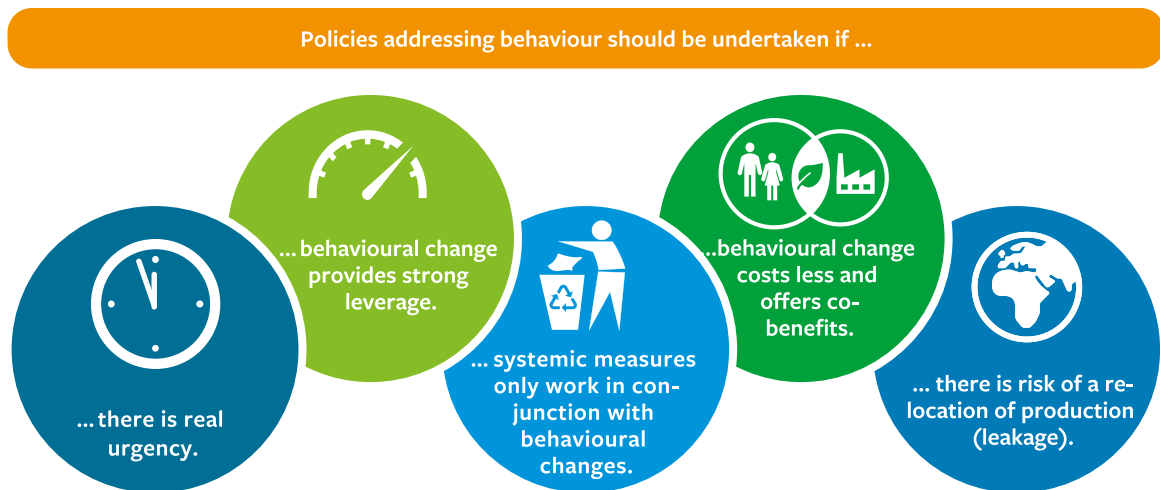 Policies addressing behaviour should be undertaken if ...
... there is real
urgency.
... behavioural change
provides strong
leverage.
... systemic measures
only work in con-
junction with
behavioural
changes.
...behavioural change
costs less and
offers co-
benefits.
... there is risk of a re-
location of production
(leakage).